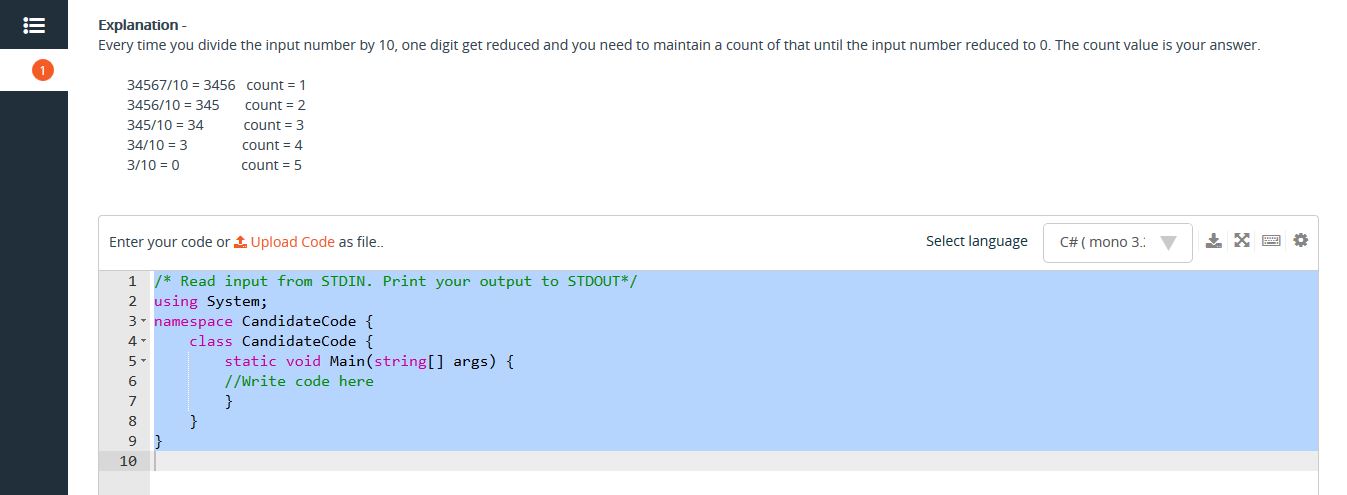 Explanation -
Every time you divide the input number by 10, one digit get reduced and you need to maintain a count of that until the input number reduced to 0. The count value is your answer.
1
34567/10 = 3456 count = 1
3456/10 = 345 count = 2
345/10 = 34 count = 3
34/10 = 3 count = 4
3/10 = 0 count = 5
Enter your code or Upload Code as file..
Select language
C# ( mono 3.:
1 /* Read input from STDIN. Print your output to STDOUT*/
2 using System;
3 namespace CandidateCode {
4 class CandidateCode {
5 static void Main(string[] args) {
6 //Write code here
7 }
8 }
9 }
10